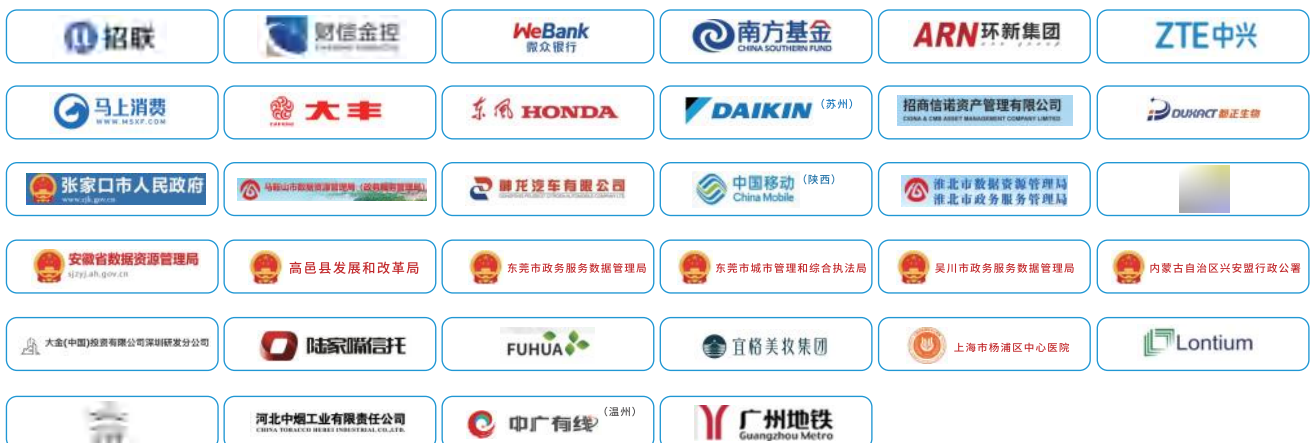 招联
财信金控
WeBank
微众银行
南方基金
CHINA SOUTHERN FUND
ARN 环新集团
ZTE中兴
马上消费
WWW.MSXF.COM
大丰
东风 HONDA
DAIKIN (苏州)
招商信诺资产管理有限公司
CIGNA & CMB ASSET MANAGEMENT COMPANY LIMITED
DUXACT 都正生物
张家口市人民政府
www.zjk.gov.cn
马鞍山市数据资源管理局(政务服务管理局)
中国移动 (陕西)
China Mobile
淮北市数据资源管理局
淮北市政务服务管理局
安徽省数据资源管理局
sjzyj.ah.gov.cn
高邑县发展和改革局
东莞市政务服务数据管理局
东莞市城市管理和综合执法局
吴川市政务服务数据管理局
内蒙古自治区兴安盟行政公署
大金(中国)投资有限公司深圳研发分公司
陆家嘴信托
FUHUA
宜格美妆集团
上海市杨浦区中心医院
Lontium
河北中烟工业有限责任公司
CHINA TOBACCO HEBEI INDUSTRIAL CO.,LTD.
中广有线 (温州)
广州地铁
Guangzhou Metro